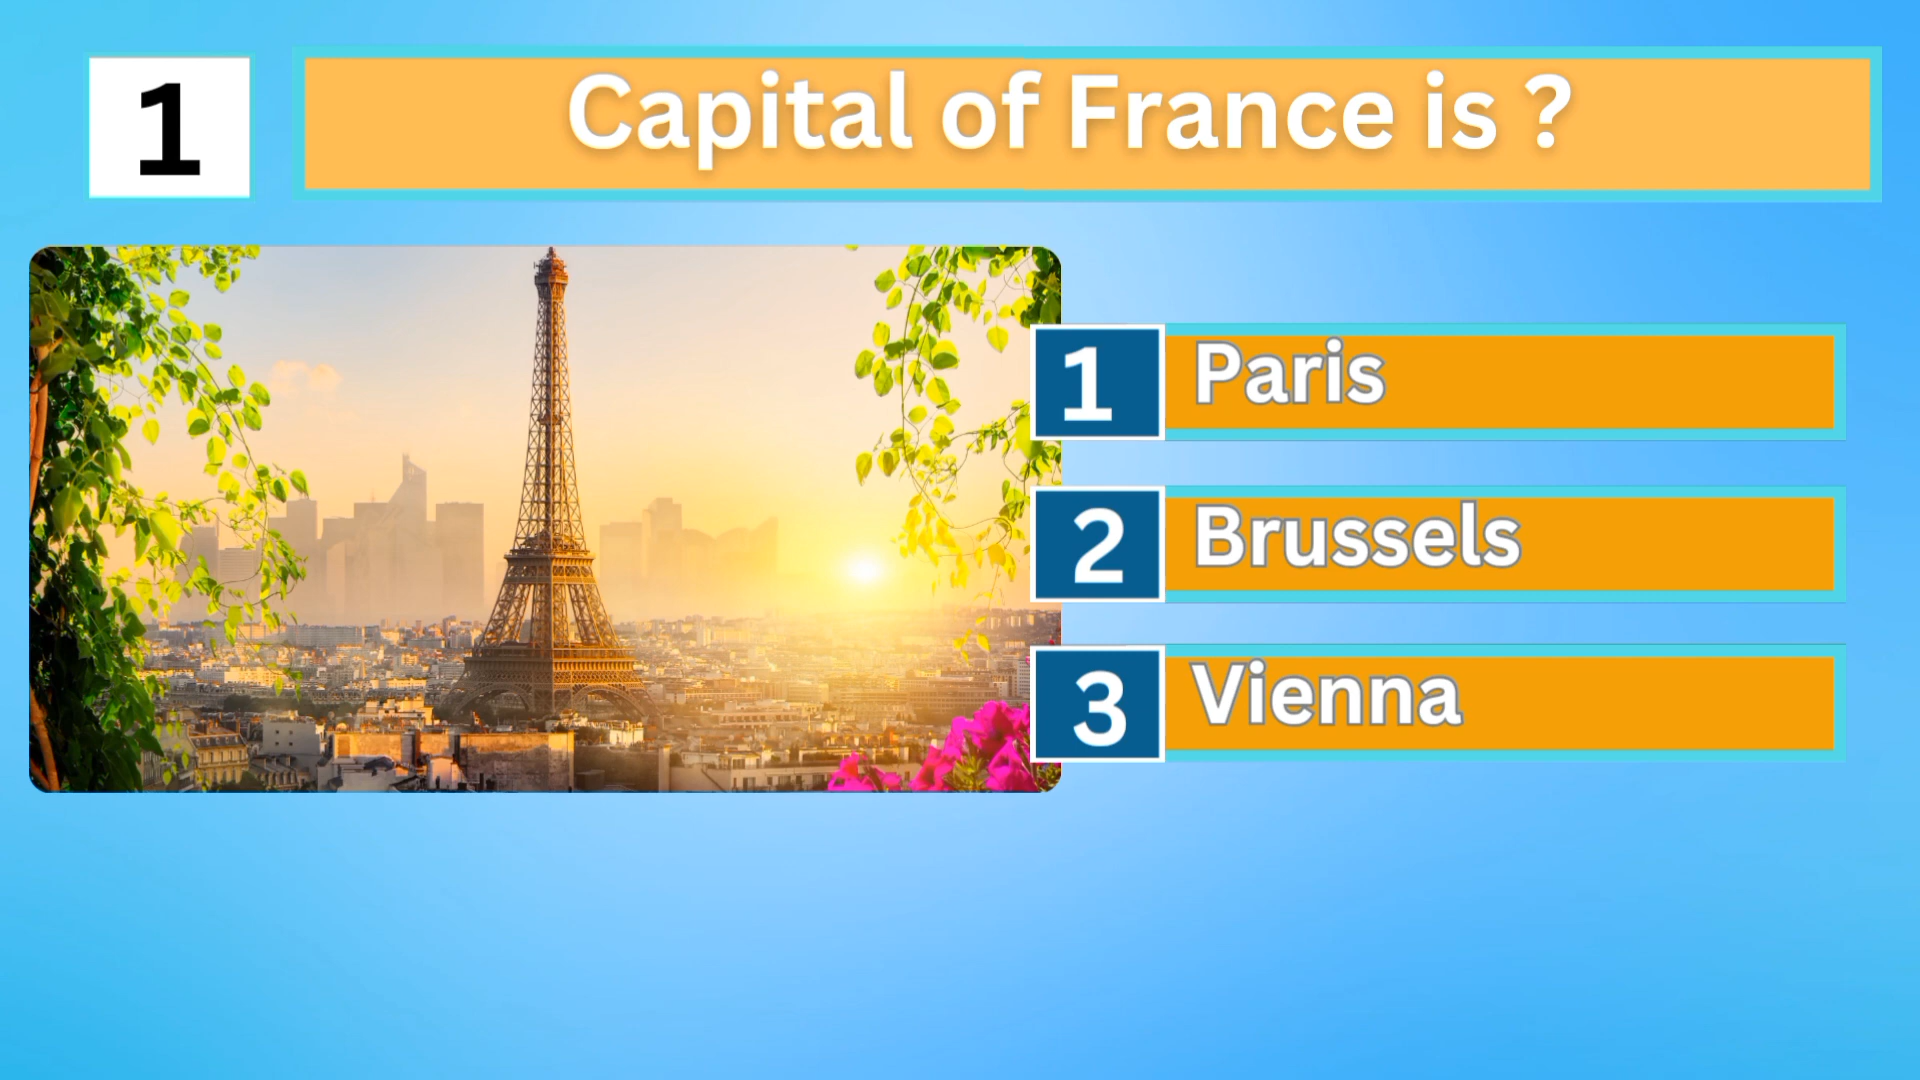 1
Capital of France is ?
1
Paris
2
Brussels
3
Vienna